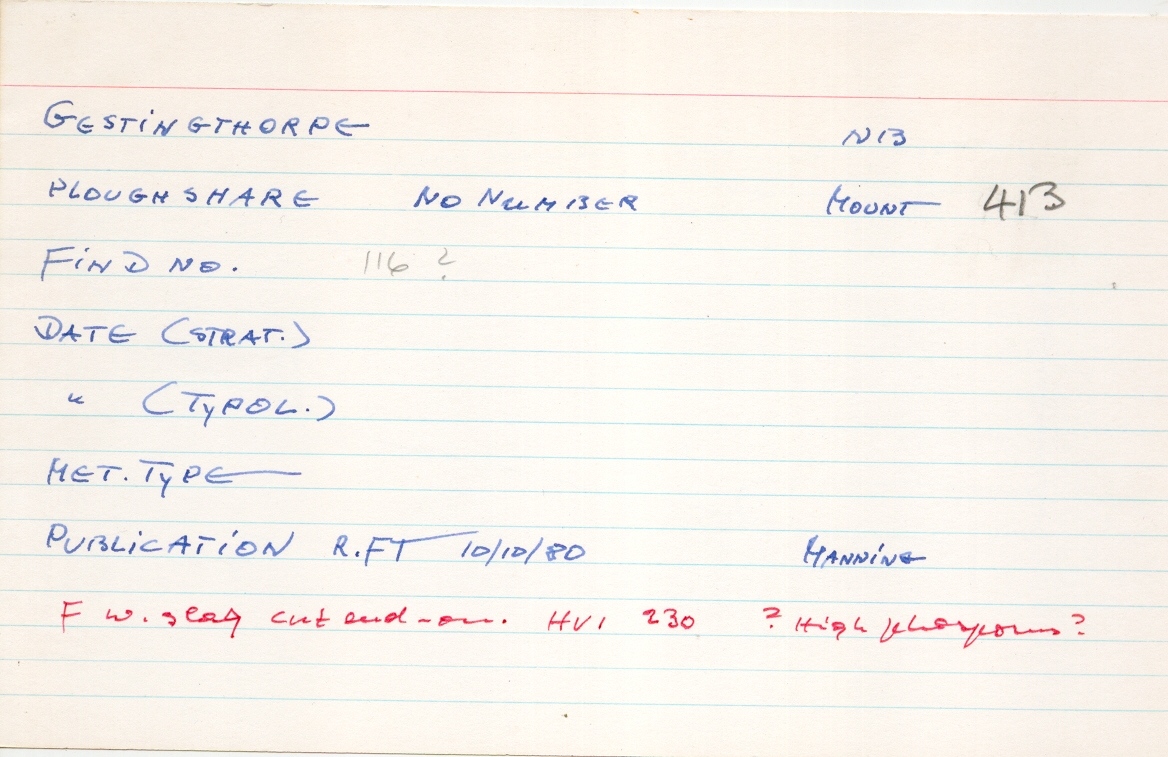 GESTINGTHORPE N13
PLOUGHSHARE NO NUMBER MOUNT 413
FIND NO. 116 ?
DATE (STRAT.)
" (TYPOL.)
MET. TYPE
PUBLICATION R.FT 10/10/80 MANNING
F w. slag cut end-on. HV1 230 ? High phosphorus?